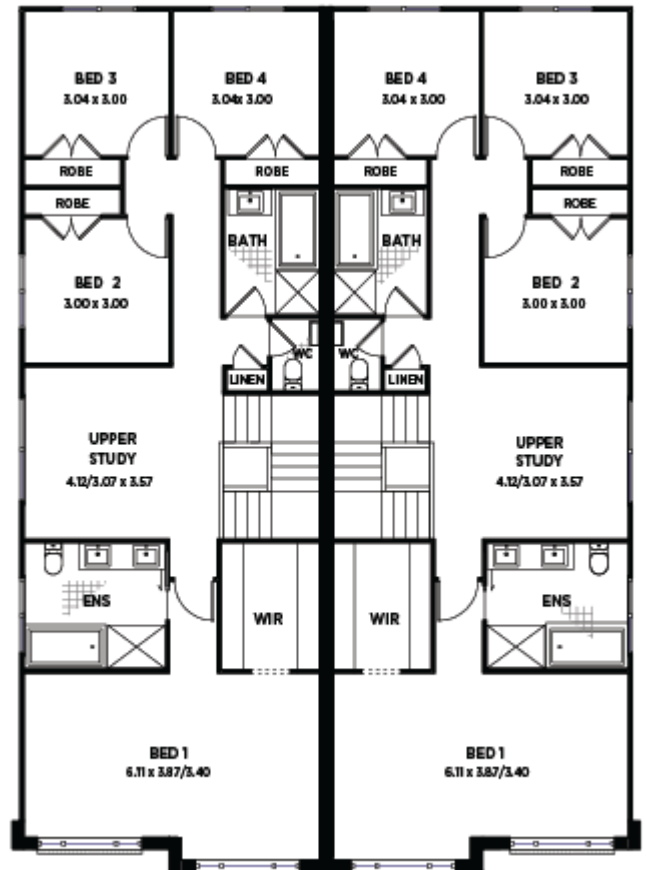 BED 3
3.04 x 3.00
BED 4
3.04x 3.00
BED 4
3.04 x 3.00
BED 3
3.04 x 3.00
ROBE
ROBE
ROBE
ROBE
ROBE
ROBE
BATH
BATH
BED 2
3.00 x 3.00
BED 2
3.00 x 3.00
WC
WC
LINEN
LINEN
UPPER
STUDY
4.12/3.07 x 3.57
UPPER
STUDY
4.12/3.07 x 3.57
ENS
WIR
WIR
ENS
BED 1
6.11 x 3.87/3.40
BED 1
6.11 x 3.87/3.40